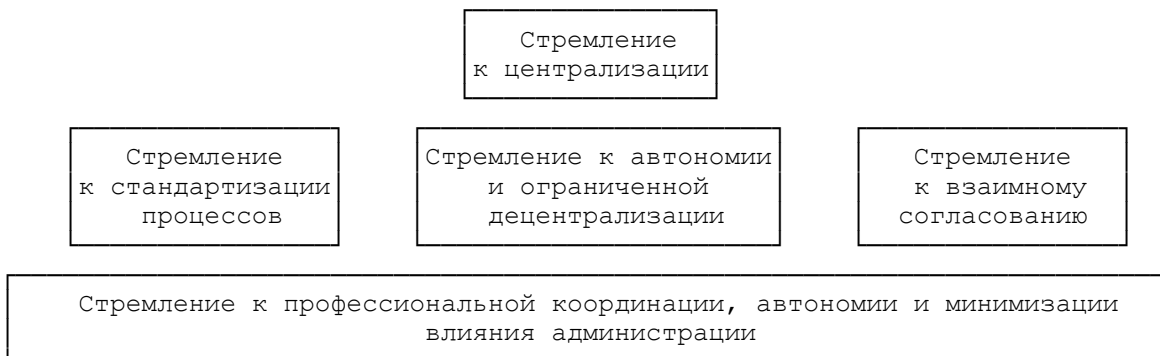 Стремление
к централизации
Стремление
к стандартизации
процессов
Стремление к автономии
и ограниченной
децентрализации
Стремление
к взаимному
согласованию
Стремление к профессиональной координации, автономии и минимизации
влияния администрации